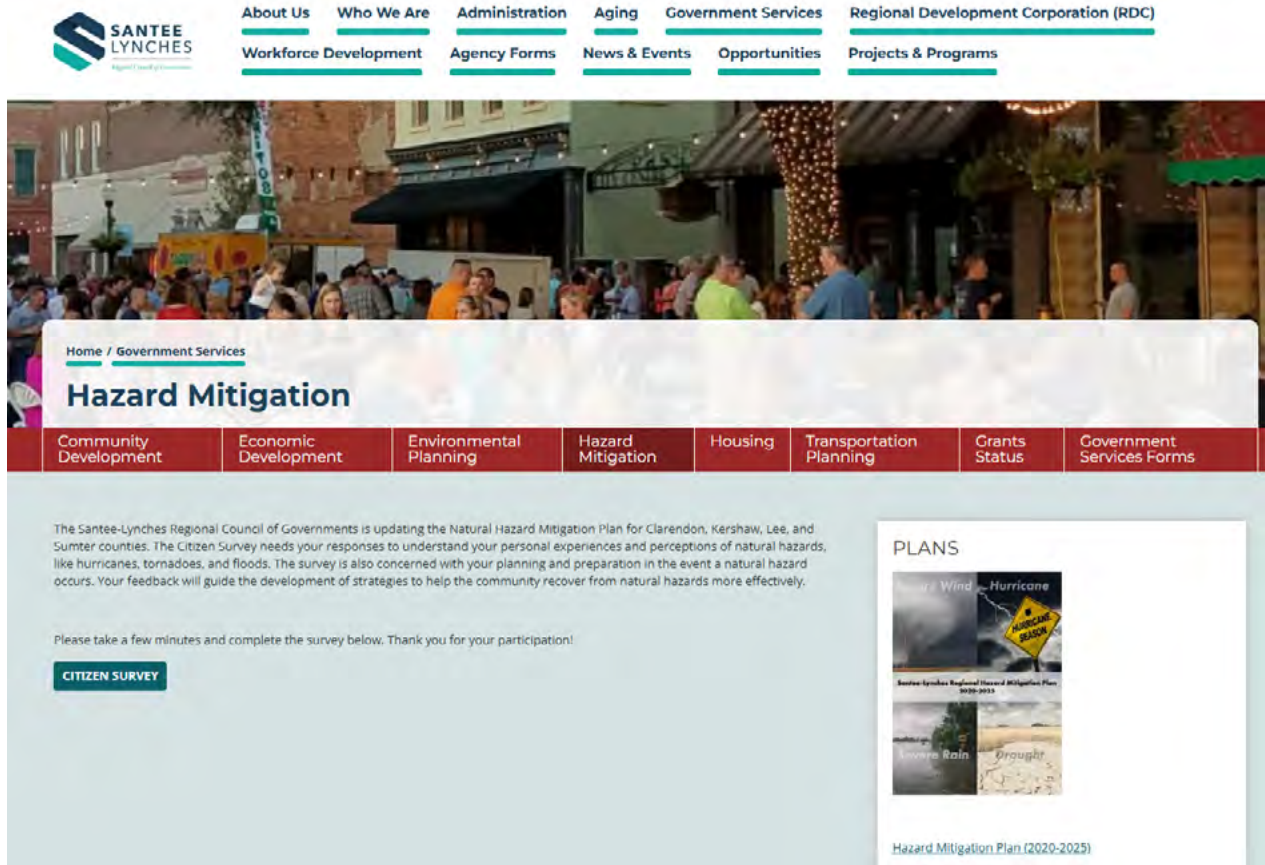 SANTEE
LYNCHES
About Us Who We Are Administration Aging Government Services Regional Development Corporation (RDC)
Workforce Development Agency Forms News & Events Opportunities Projects & Programs
Home / Government Services
Hazard Mitigation
Community Development Economic Development Environmental Planning Hazard Mitigation Housing Transportation Planning Grants Status Government Services Forms
The Santee-Lynches Regional Council of Governments is updating the Natural Hazard Mitigation Plan for Clarendon, Kershaw, Lee, and
Sumter counties. The Citizen Survey needs your responses to understand your personal experiences and perceptions of natural hazards,
like hurricanes, tornadoes, and floods. The survey is also concerned with your planning and preparation in the event a natural hazard
occurs. Your feedback will guide the development of strategies to help the community recover from natural hazards more effectively.
Please take a few minutes and complete the survey below. Thank you for your participation!
CITIZEN SURVEY
PLANS
Wind Hurricane
HURRICANE
SEASON
Santee-Lynches Regional Hazard Mitigation Plan
2020-2025
Severe Rain Drought
Hazard Mitigation Plan (2020-2025)